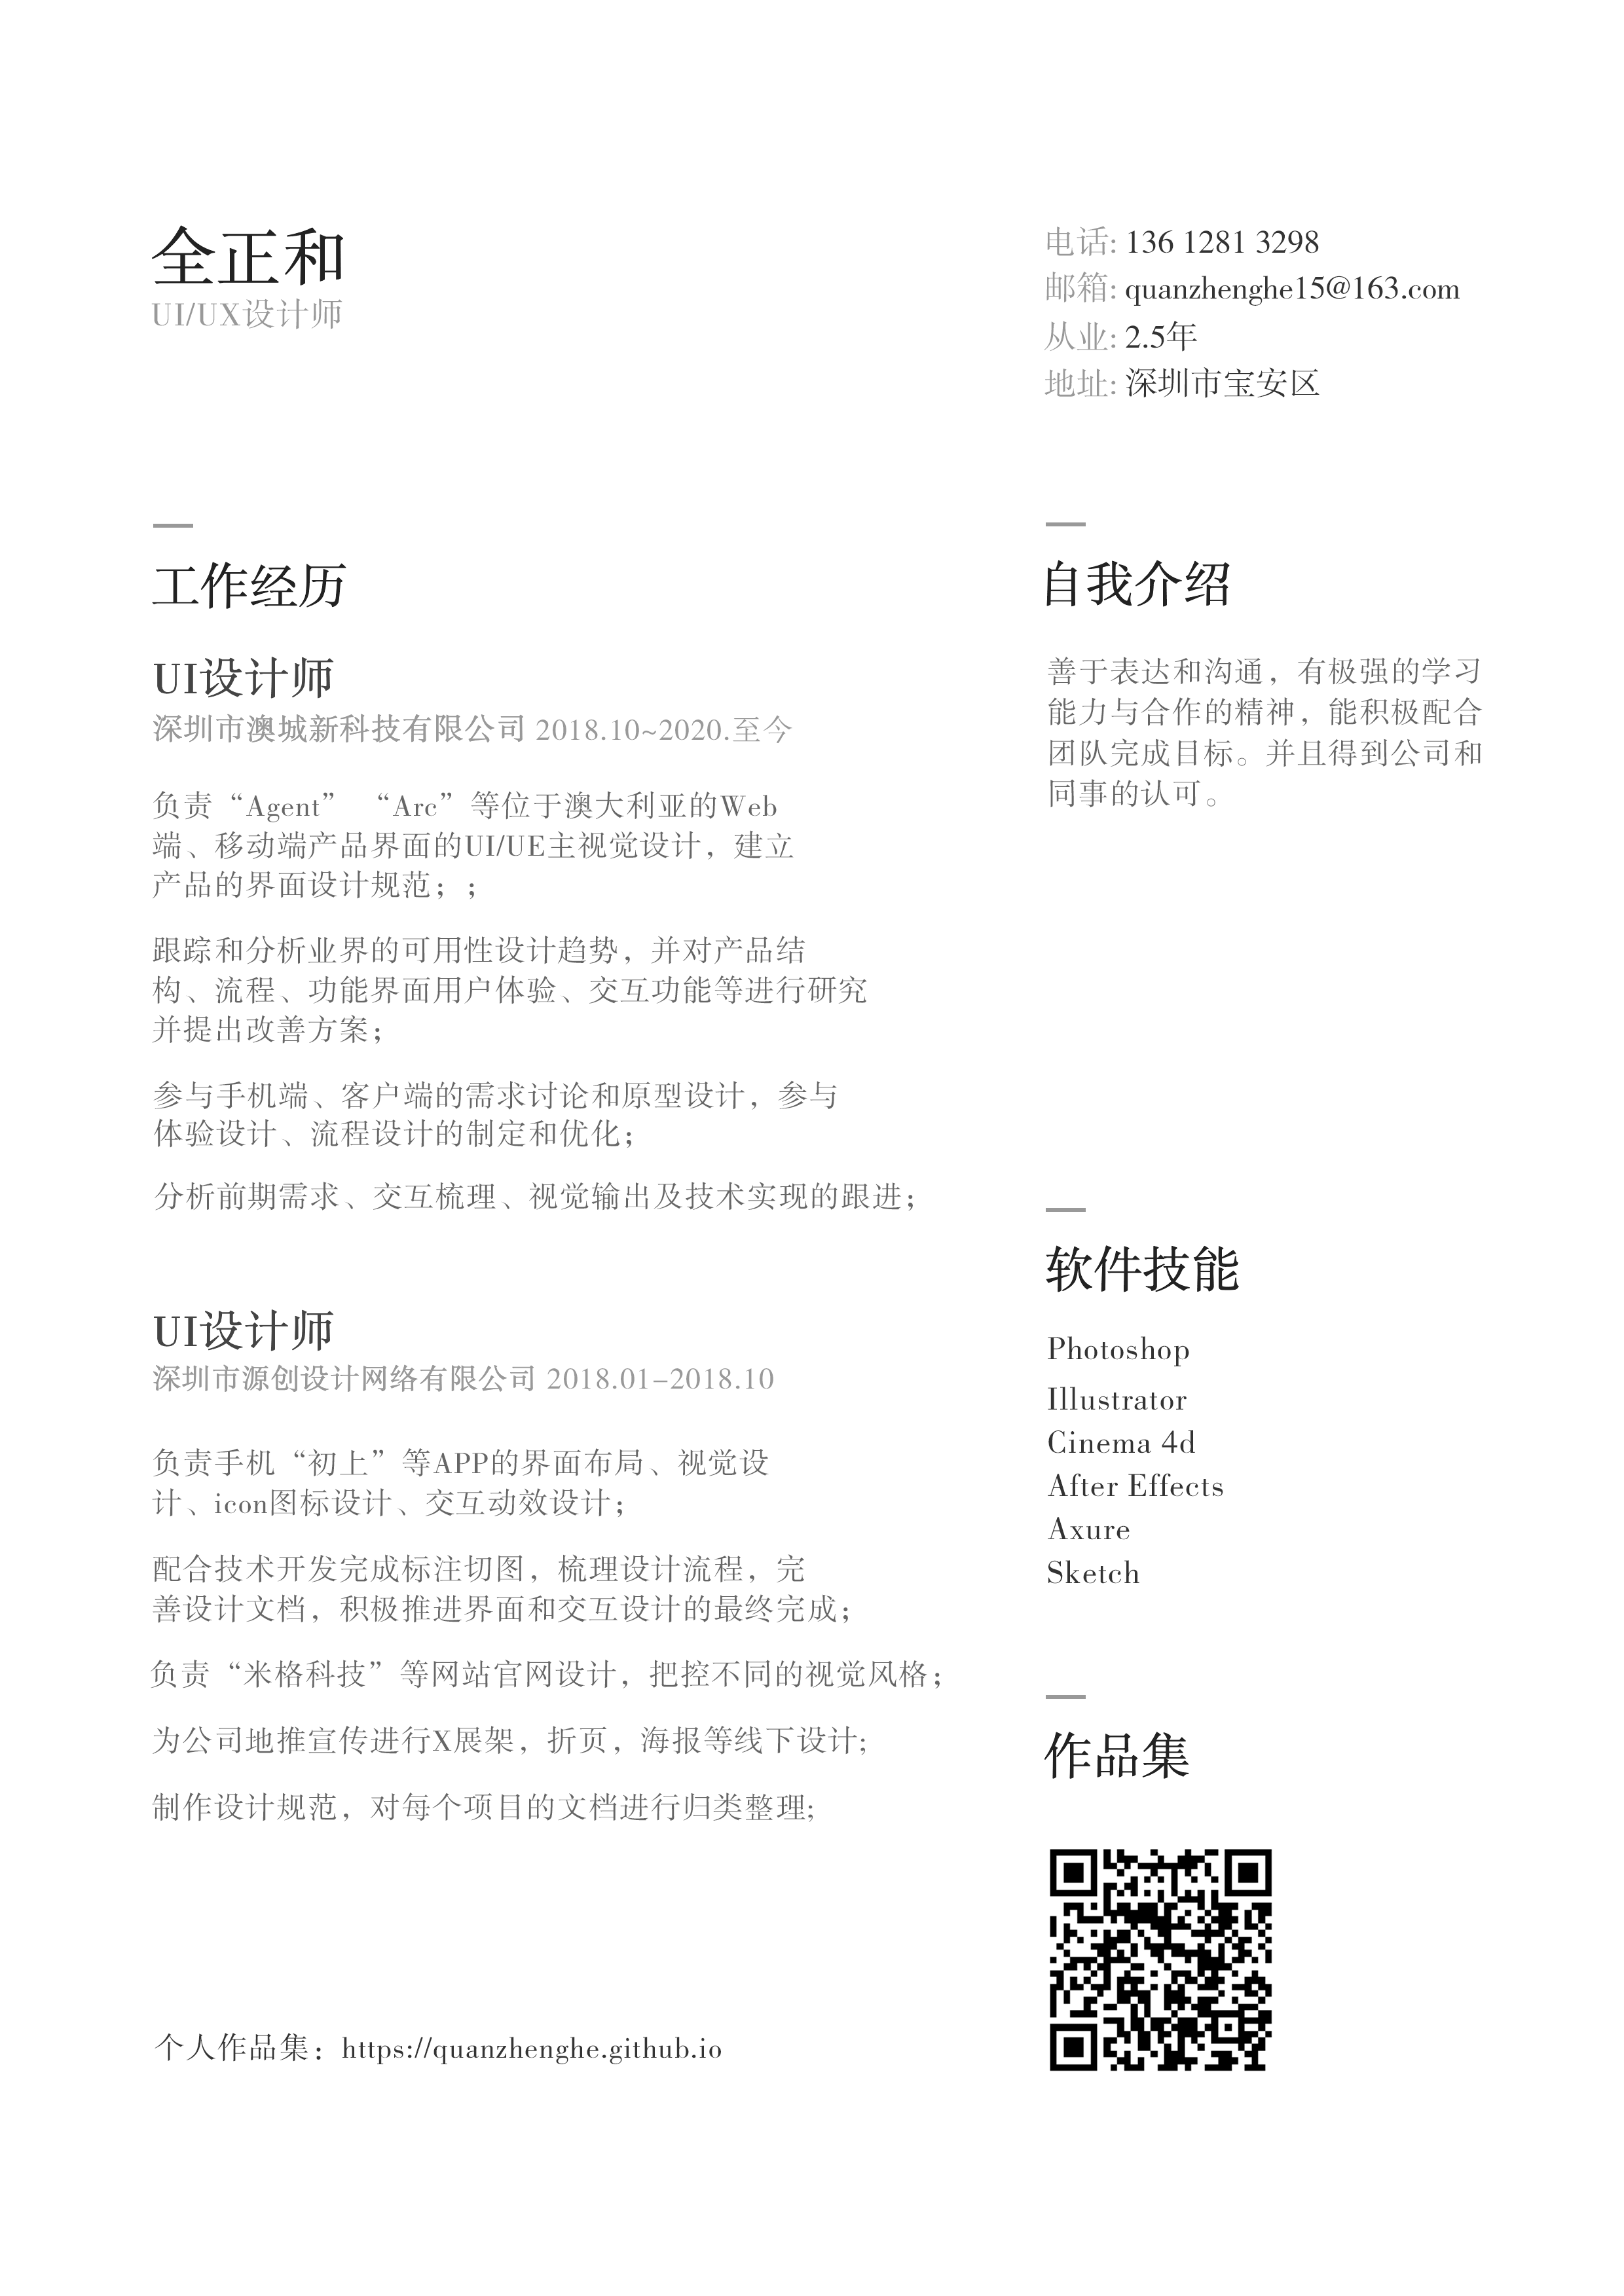 全正和
UI/UX设计师
电话: 136 1281 3298
邮箱: quanzhenghe15@163.com
从业: 2.5年
地址: 深圳市宝安区
工作经历
UI设计师
深圳市澳城新科技有限公司 2018.10~2020.至今
负责“Agent” “Arc”等位于澳大利亚的Web
端、移动端产品界面的UI/UE主视觉设计，建立
产品的界面设计规范；；
跟踪和分析业界的可用性设计趋势，并对产品结
构、流程、功能界面用户体验、交互功能等进行研究
并提出改善方案；
参与手机端、客户端的需求讨论和原型设计，参与
体验设计、流程设计的制定和优化；
分析前期需求、交互梳理、视觉输出及技术实现的跟进；
UI设计师
深圳市源创设计网络有限公司 2018.01-2018.10
负责手机“初上”等APP的界面布局、视觉设
计、icon图标设计、交互动效设计；
配合技术开发完成标注切图，梳理设计流程，完
善设计文档，积极推进界面和交互设计的最终完成；
负责“米格科技”等网站官网设计，把控不同的视觉风格；
为公司地推宣传进行X展架，折页，海报等线下设计;
制作设计规范，对每个项目的文档进行归类整理;
个人作品集：https://quanzhenghe.github.io
自我介绍
善于表达和沟通，有极强的学习
能力与合作的精神，能积极配合
团队完成目标。并且得到公司和
同事的认可。
软件技能
Photoshop
Illustrator
Cinema 4d
After Effects
Axure
Sketch
作品集